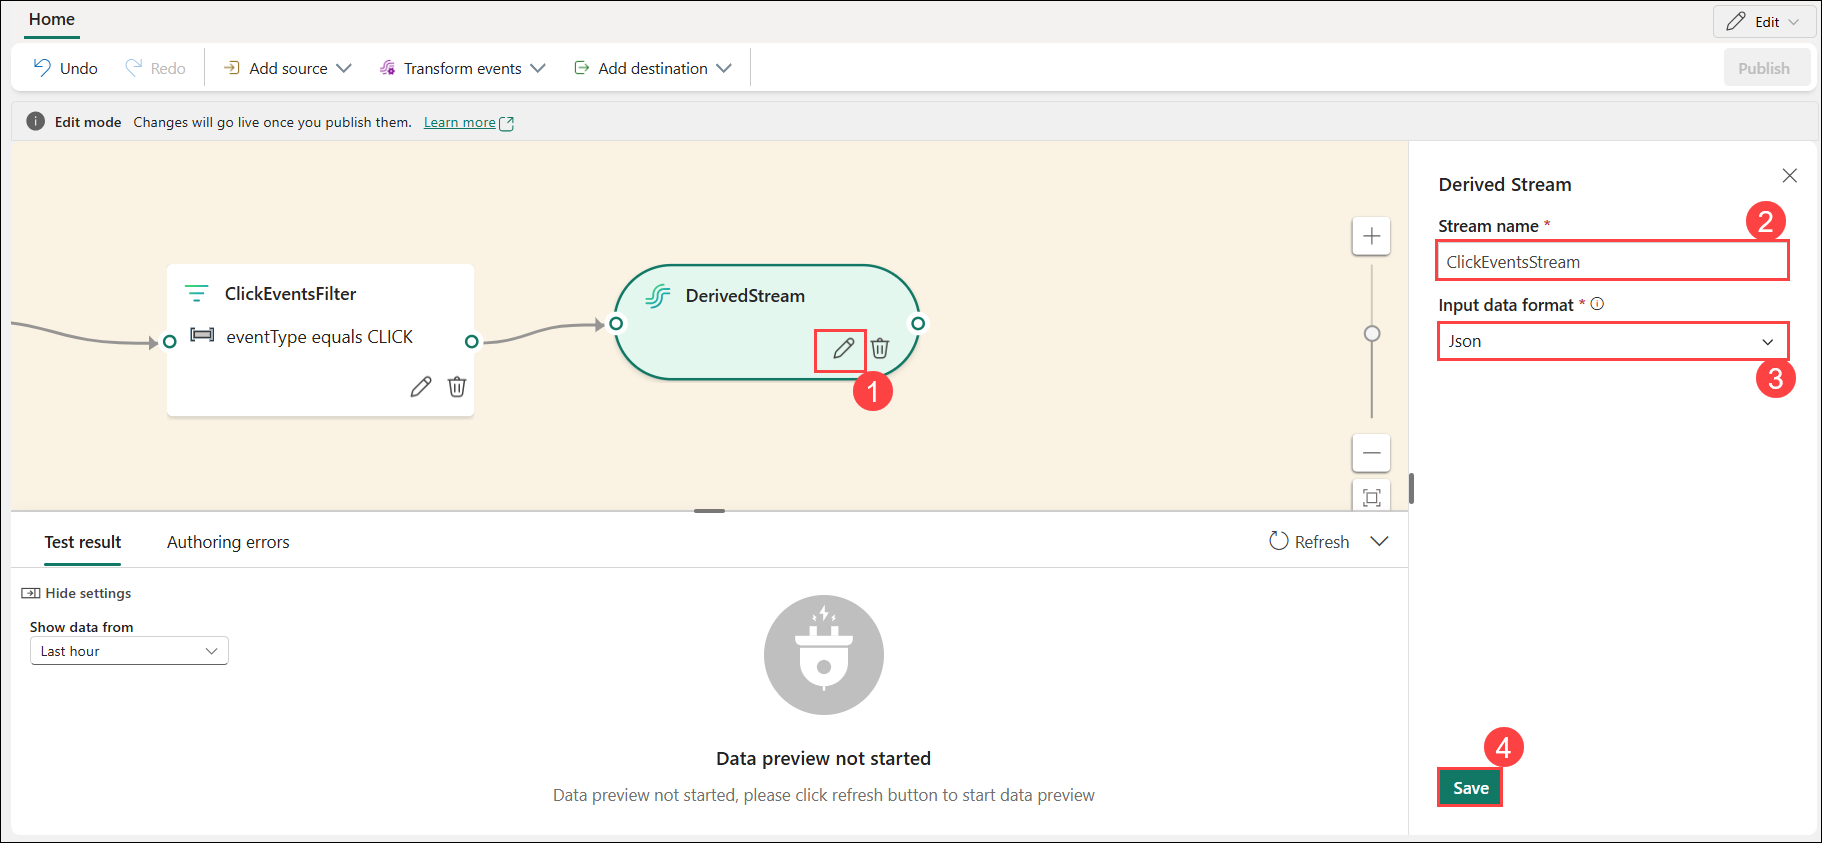 Home
Edit
Undo
Redo
Add source
Transform events
Add destination
Publish
Edit mode Changes will go live once you publish them. Learn more
ClickEventsFilter
eventType equals CLICK
DerivedStream
1
Derived Stream
Stream name *
2
ClickEventsStream
Input data format *
Json
3
Test result
Authoring errors
Refresh
Hide settings
Show data from
Last hour
Data preview not started
Data preview not started, please click refresh button to start data preview
4
Save